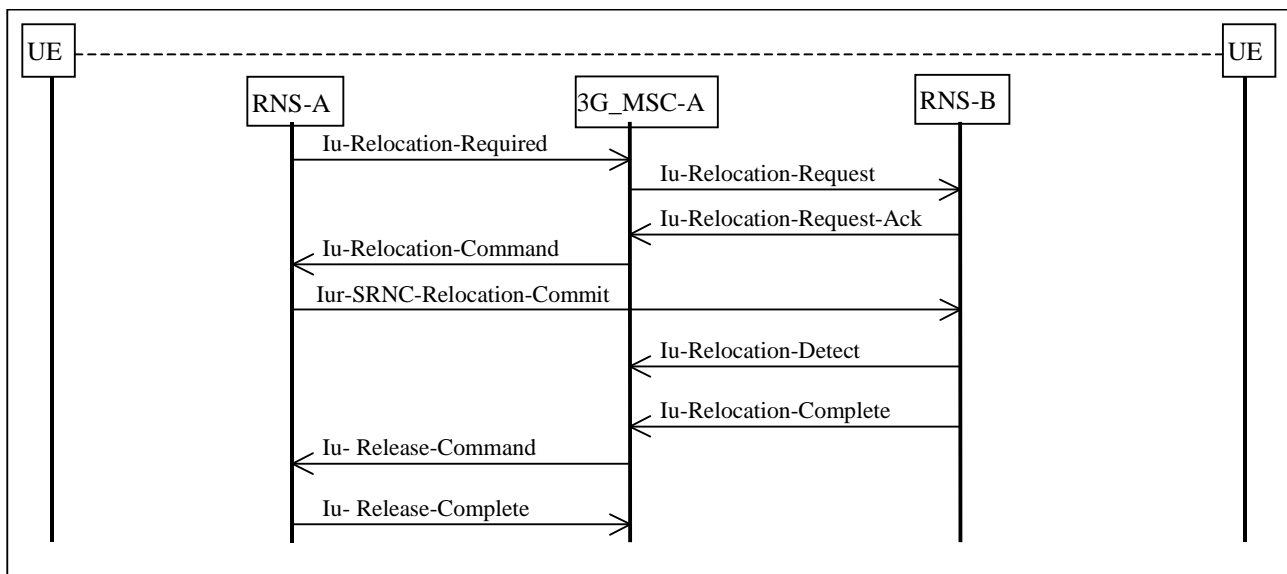 UE
UE
RNS-A
3G_MSC-A
RNS-B
Iu-Relocation-Required
Iu-Relocation-Request
Iu-Relocation-Request-Ack
Iu-Relocation-Command
Iur-SRNC-Relocation-Commit
Iu-Relocation-Detect
Iu-Relocation-Complete
Iu- Release-Command
Iu- Release-Complete